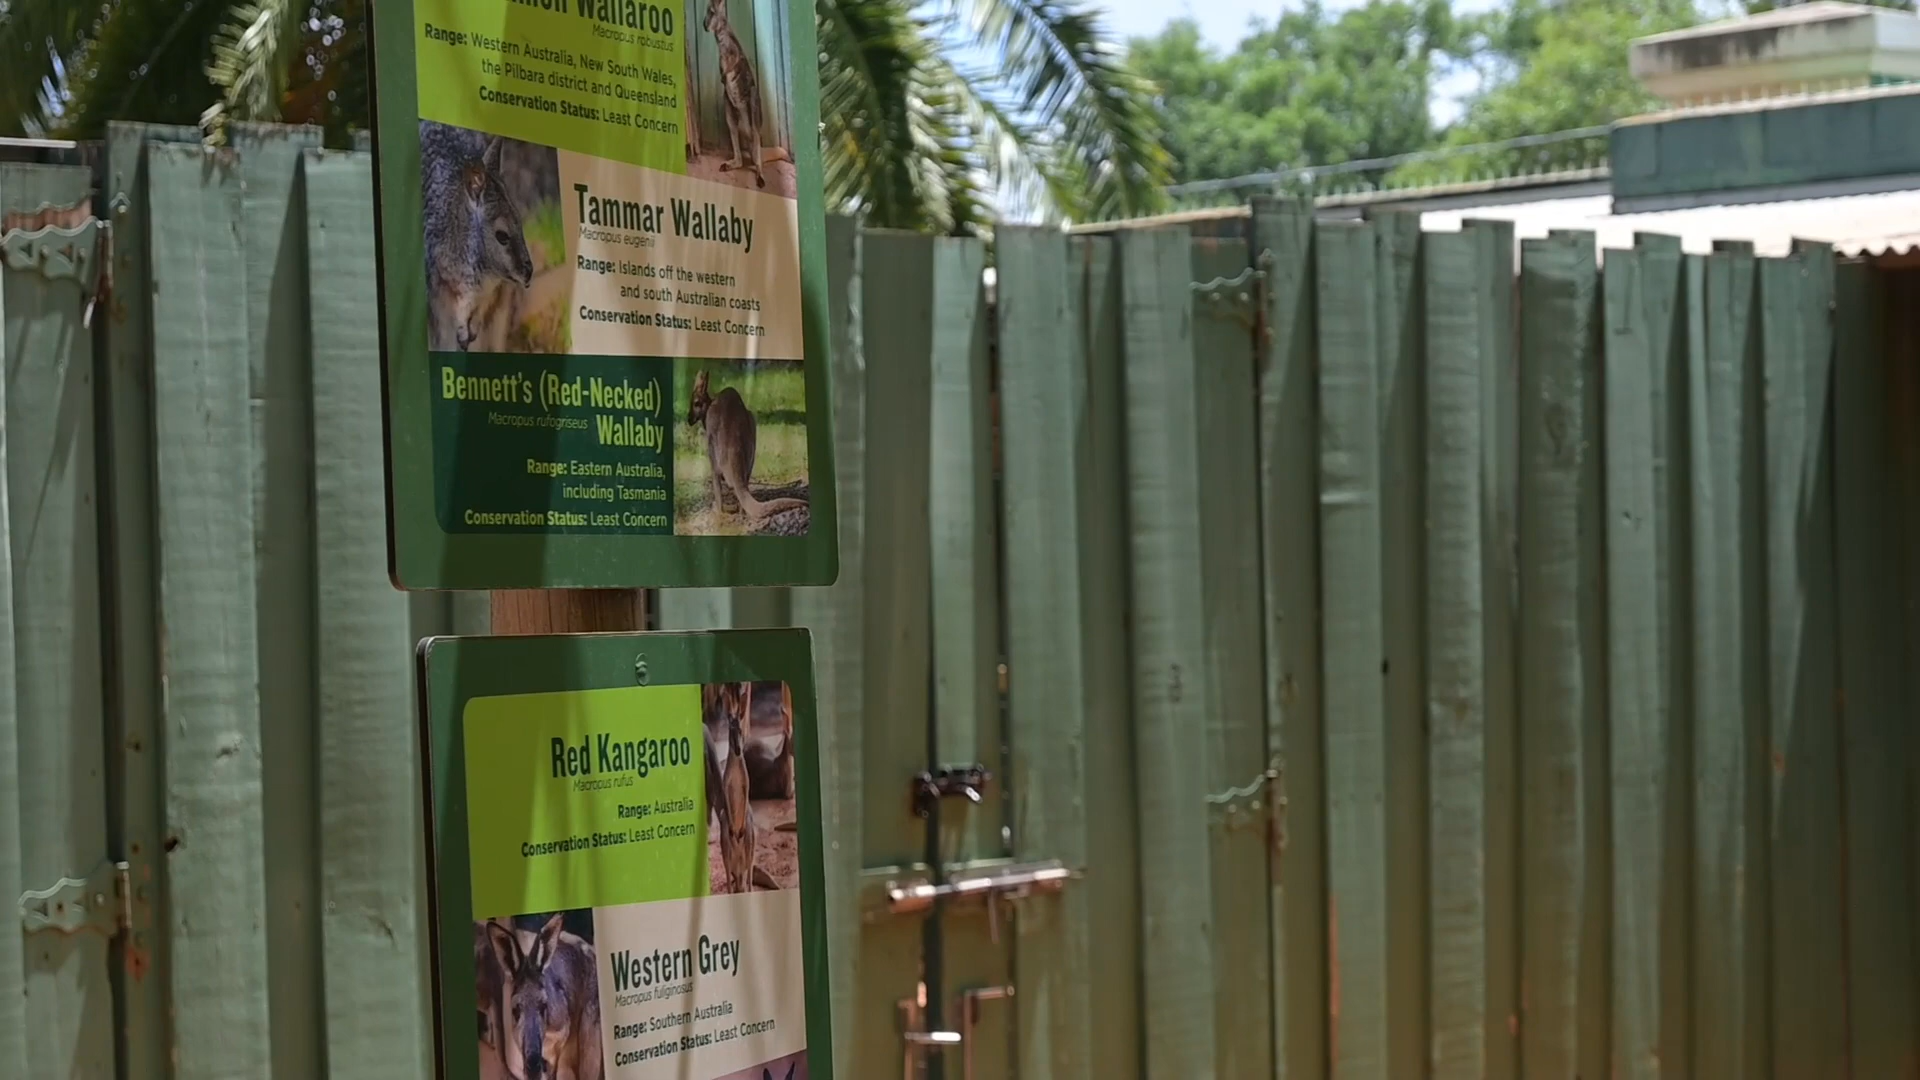 Wallaroo
Macropus robustus
Range: Western Australia, New South Wales,
the Pilbara district and Queensland
Conservation Status: Least Concern
Tammar Wallaby
Macropus eugenii
Range: Islands off the western
and south Australian coasts
Conservation Status: Least Concern
Bennett's (Red-Necked)
Macropus rufogriseus Wallaby
Range: Eastern Australia,
including Tasmania
Conservation Status: Least Concern
Red Kangaroo
Macropus rufus
Range: Australia
Conservation Status: Least Concern
Western Grey
Macropus fuliginosus
Range: Southern Australia
Conservation Status: Least Concern